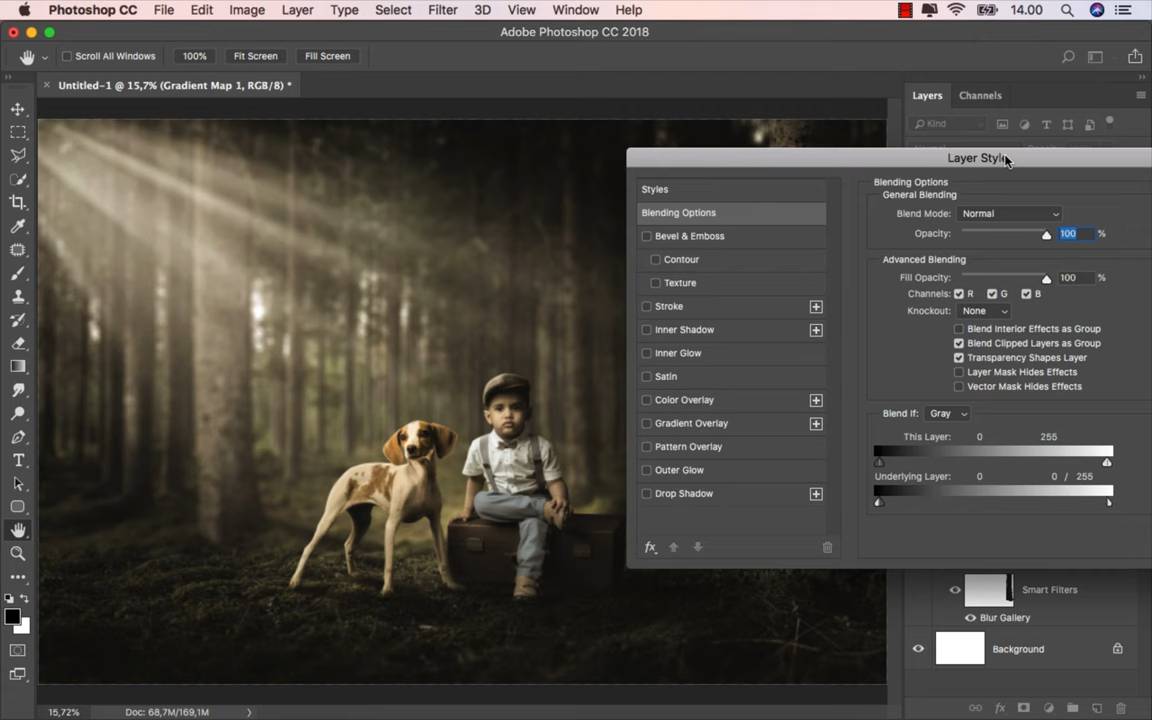 Photoshop CC File Edit Image Layer Type Select Filter 3D View Window Help 14.00
Adobe Photoshop CC 2018
Scroll All Windows 100% Fit Screen Fill Screen
Untitled-1 @ 15,7% (Gradient Map 1, RGB/8) *
Layers Channels
Kind
Layer Style
Styles
Blending Options
Bevel & Emboss
Contour
Texture
Stroke
Inner Shadow
Inner Glow
Satin
Color Overlay
Gradient Overlay
Pattern Overlay
Outer Glow
Drop Shadow
fx
Blending Options
General Blending
Blend Mode: Normal
Opacity: 100 %
Advanced Blending
Fill Opacity: 100 %
Channels: R G B
Knockout: None
Blend Interior Effects as Group
Blend Clipped Layers as Group
Transparency Shapes Layer
Layer Mask Hides Effects
Vector Mask Hides Effects
Blend If: Gray
This Layer: 0 255
Underlying Layer: 0 0 / 255
Smart Filters
Blur Gallery
Background
fx
15,72% Doc: 68,7M/169,1M